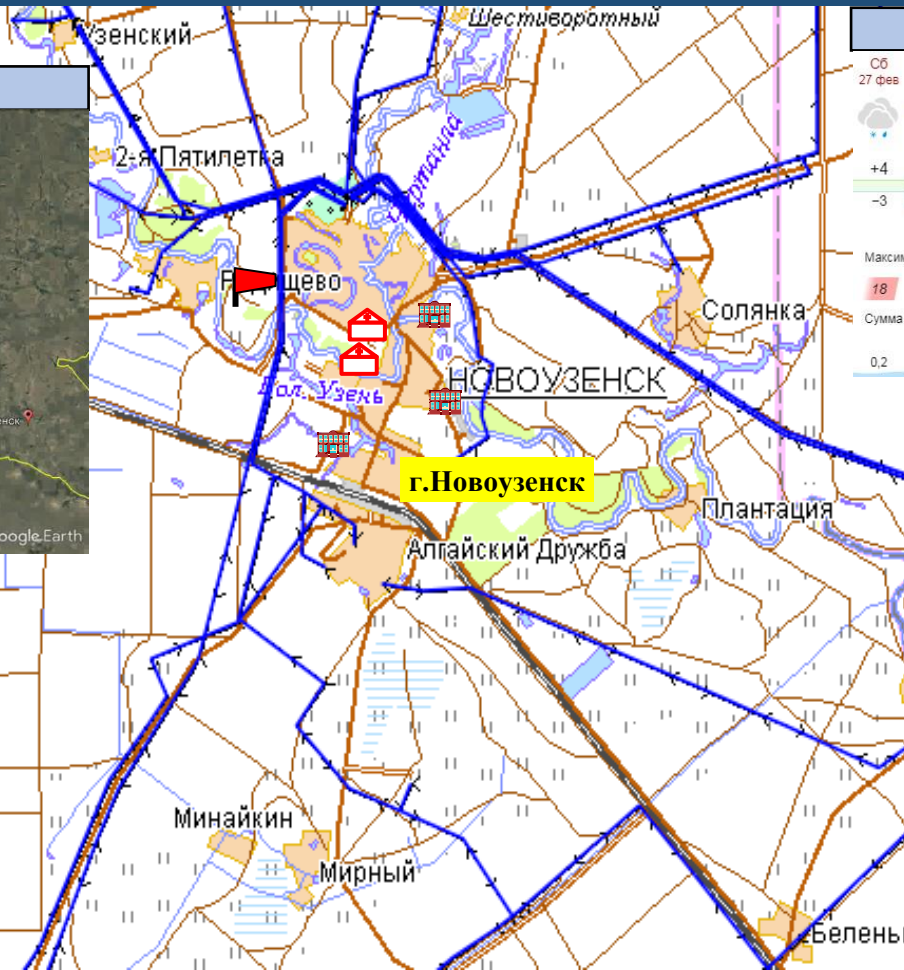 Шестиворотный
Узенский
Сб
27 фев
2-я Пятилетка
+4
-3
Максим
щево
18
Солянка
Сумма
0,2
НОВОУЗЕНСК
Бол. Узень
енск
г.Новоузенск
Плантация
oogle Earth
Алгайский Дружба
Минайкин
Мирный
Белены